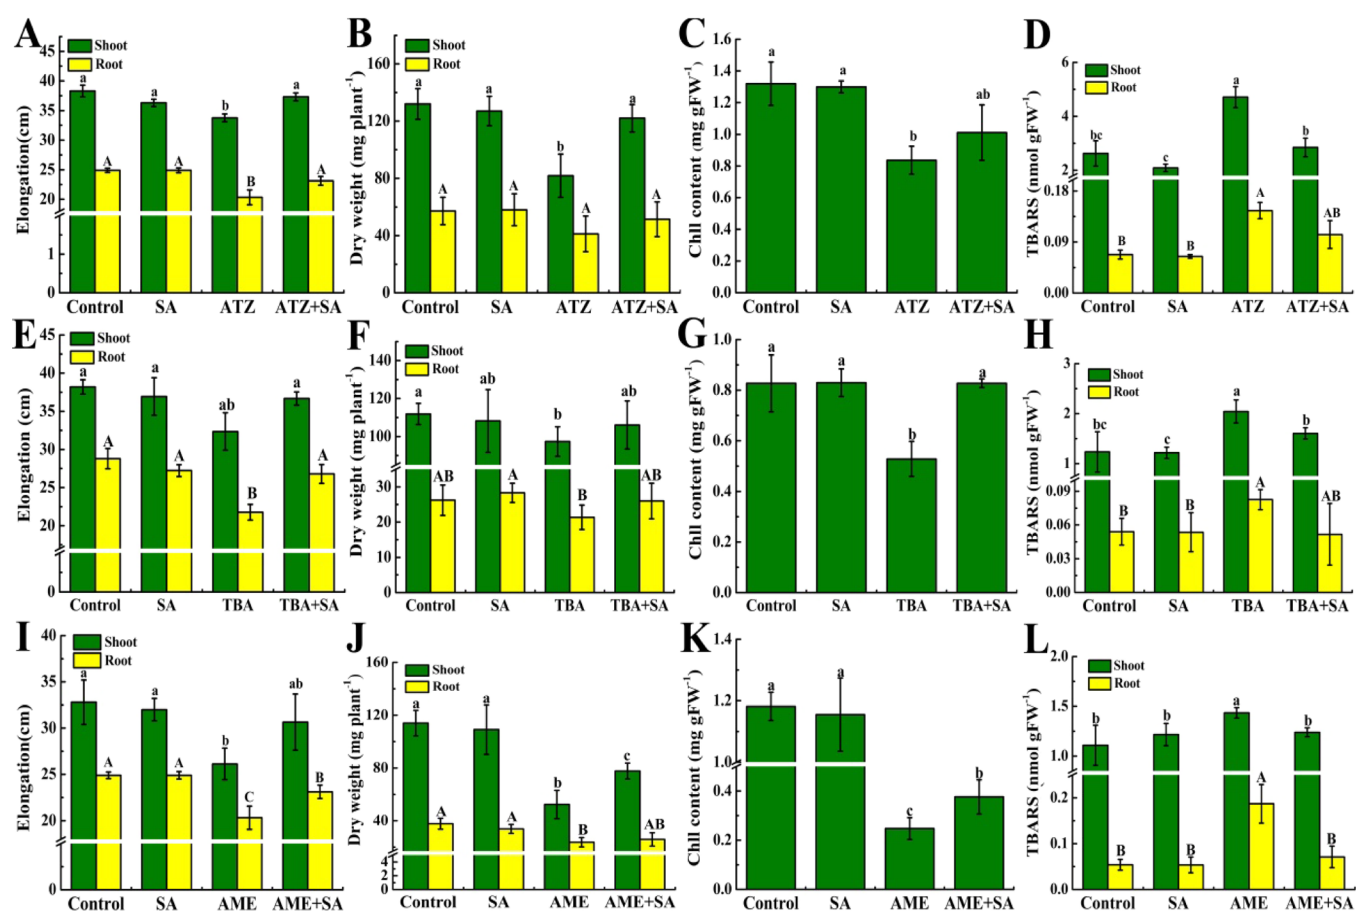 A
Elongation(cm)
45
40
35
30
25
20
1
0
Shoot
Root
a
A
a
A
b
B
a
A
Control SA ATZ ATZ+SA
B
Dry weight (mg plant-1)
160
120
80
40
0
Shoot
Root
a
A
a
A
b
A
a
A
Control SA ATZ ATZ+SA
C
Chll content (mg gFW-1)
1.6
1.4
1.2
1.0
0.8
0.6
0.4
0.2
0.0
a
a
b
ab
Control SA ATZ ATZ+SA
D
TBARS (nmol gFW-1)
6
4
2
0.18
0.09
0.00
Shoot
Root
bc
B
c
B
a
A
b
AB
Control SA ATZ ATZ+SA
E
Elongation (cm)
45
40
35
30
25
20
0
Shoot
Root
a
A
a
A
ab
B
a
A
Control SA TBA TBA+SA
F
Dry weight (mg plant-1)
140
120
100
30
20
10
0
Shoot
Root
a
AB
ab
A
b
B
ab
AB
Control SA TBA TBA+SA
G
Chll content (mg gFW-1)
1.0
0.8
0.6
0.4
0.2
0.0
a
a
b
a
Control SA TBA TBA+SA
H
TBARS (nmol gFW-1)
3
2
1
0.09
0.06
0.03
0.00
Shoot
Root
bc
B
c
B
a
A
b
AB
Control SA TBA TBA+SA
I
Elongation(cm)
40
35
30
25
20
0
Shoot
Root
a
A
a
A
b
C
ab
B
Control SA AME AME+SA
J
Dry weight (mg plant-1)
160
120
80
40
4
2
0
Shoot
Root
a
A
a
A
b
B
c
AB
Control SA AME AME+SA
K
Chll content (mg gFW-1)
1.4
1.2
1.0
0.4
0.2
0.0
a
a
c
b
Control SA AME AME+SA
L
TBARS (nmol gFW-1)
2.0
1.5
1.0
0.2
0.1
0.0
Shoot
Root
b
B
b
B
a
A
b
B
Control SA AME AME+SA